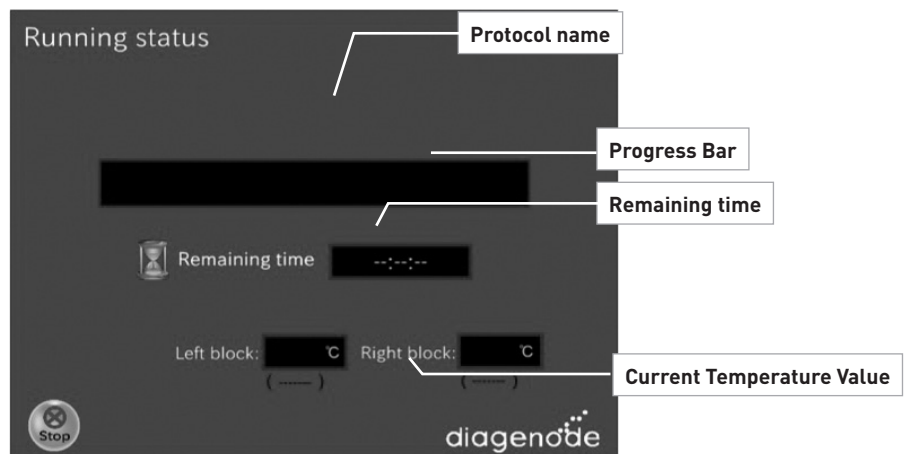 Running status
Protocol name
Progress Bar
Remaining time
Remaining time --:--:--
Left block: °C Right block: °C
( ------- ) ( ------- )
Current Temperature Value
Stop
diagenode